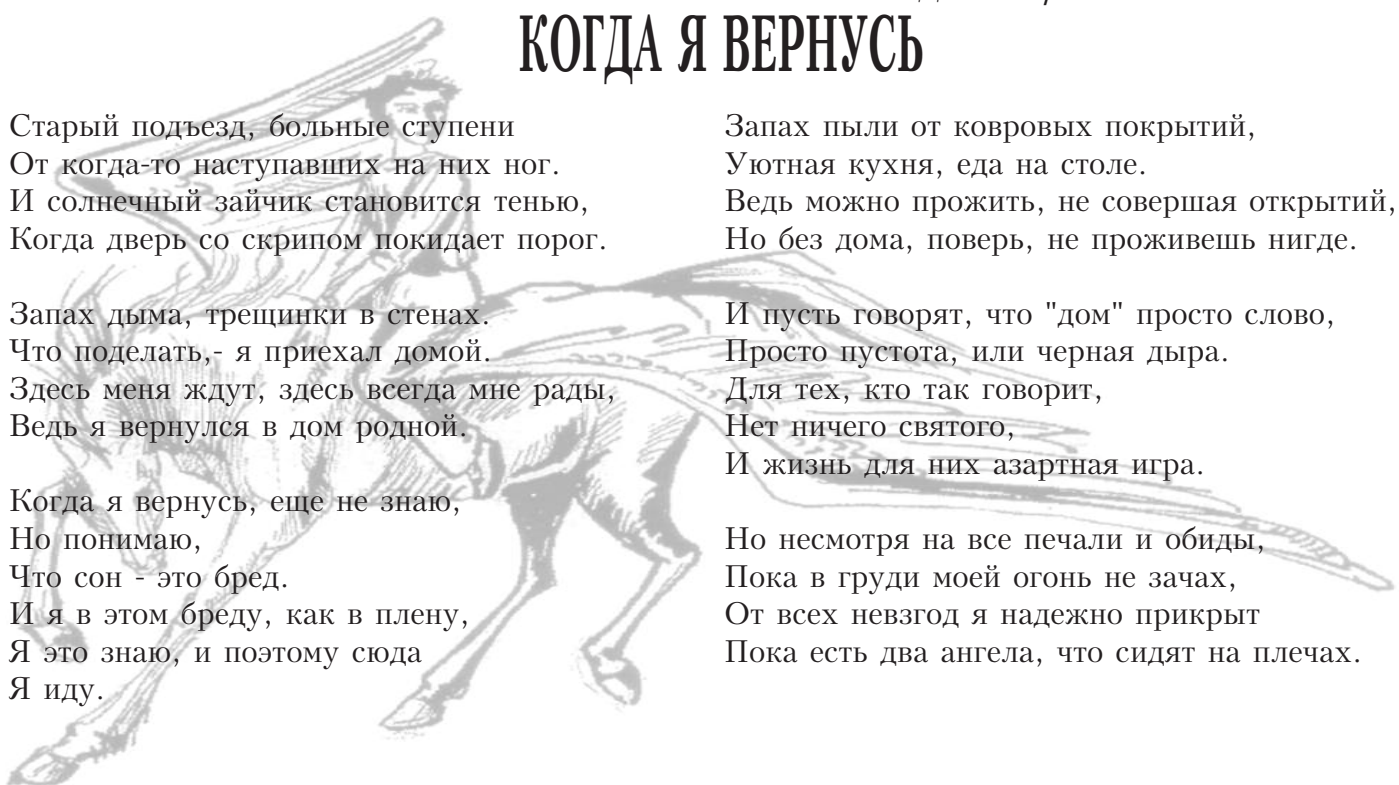 КОГДА Я ВЕРНУСЬ
Старый подъезд, больные ступени
От когда-то наступавших на них ног.
И солнечный зайчик становится тенью,
Когда дверь со скрипом покидает порог.
Запах дыма, трещинки в стенах.
Что поделать,- я приехал домой.
Здесь меня ждут, здесь всегда мне рады,
Ведь я вернулся в дом родной.
Когда я вернусь, еще не знаю,
Но понимаю,
Что сон - это бред.
И я в этом бреду, как в плену,
Я это знаю, и поэтому сюда
Я иду.
Запах пыли от ковровых покрытий,
Уютная кухня, еда на столе.
Ведь можно прожить, не совершая открытий,
Но без дома, поверь, не проживешь нигде.
И пусть говорят, что "дом" просто слово,
Просто пустота, или черная дыра.
Для тех, кто так говорит,
Нет ничего святого,
И жизнь для них азартная игра.
Но несмотря на все печали и обиды,
Пока в груди моей огонь не зачах,
От всех невзгод я надежно прикрыт
Пока есть два ангела, что сидят на плечах.